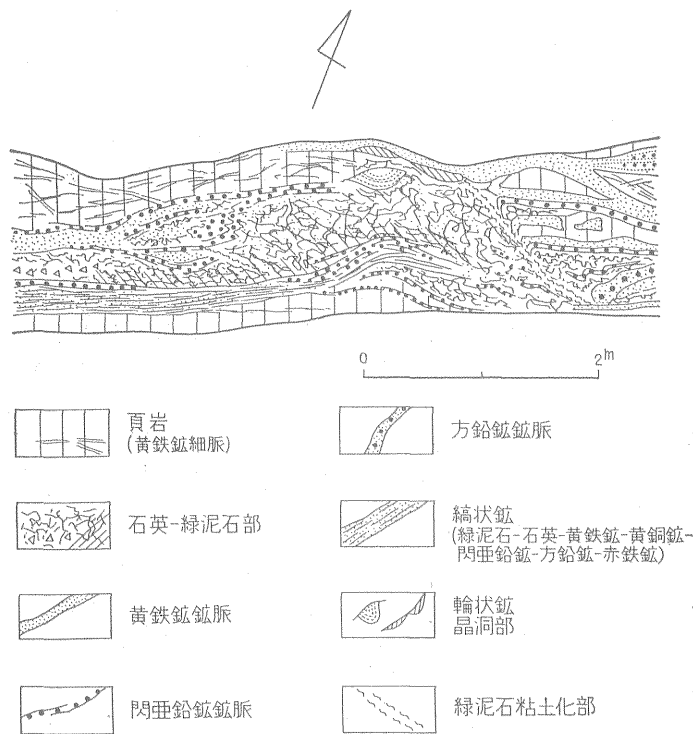 0
2m
頁岩
(黄鉄鉱細脈)
石英-緑泥石部
黄鉄鉱鉱脈
閃亜鉛鉱鉱脈
方鉛鉱鉱脈
縞状鉱
(緑泥石-石英-黄鉄鉱-黄銅鉱-
閃亜鉛鉱-方鉛鉱-赤鉄鉱)
輪状鉱
晶洞部
緑泥石粘土化部